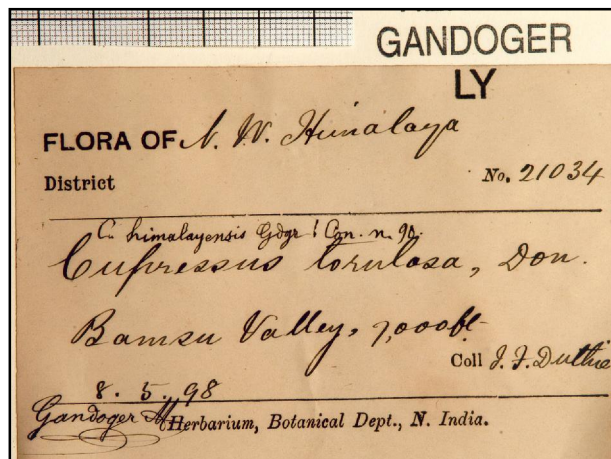 GANDOGER
LY
FLORA OF N. W. Himalaya
District No. 21034
C. himalayensis Gdgr! Con. n. 90.
Cupressus torulosa, Don.
Bamsu Valley, 7,000 ft
Coll J. F. Duthie
8. 5. 98
Gandoger M Herbarium, Botanical Dept., N. India.